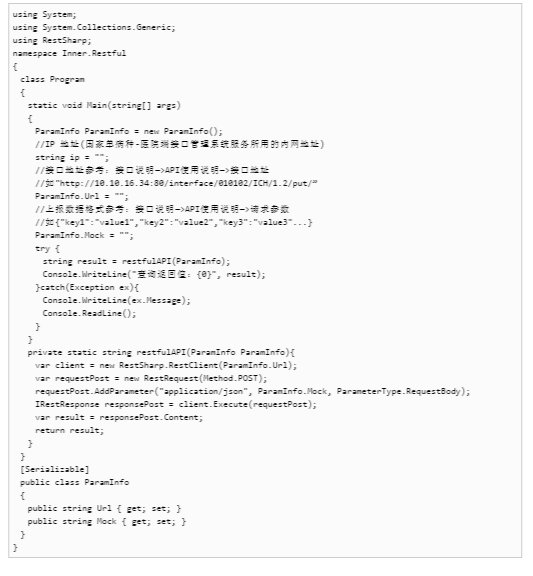 using System;
using System.Collections.Generic;
using RestSharp;
namespace Inner.Restful
{
class Program
{
static void Main(string[] args)
{
ParamInfo ParamInfo = new ParamInfo();
//IP 地址(国家单病种-医院端接口管理系统服务所用的内网地址)
string ip = "";
//接口地址参考: 接口说明—>API使用说明—>接口地址
//如"http://10.10.16.34:80/interface/010102/ICH/1.2/put/"
ParamInfo.Url = "";
//上报数据格式参考: 接口说明—>API使用说明—>请求参数
//如{"key1":"value1","key2":"value2","key3":"value3"...}
ParamInfo.Mock = "";
try {
string result = restfulAPI(ParamInfo);
Console.WriteLine("查询返回值: {0}", result);
}catch(Exception ex){
Console.WriteLine(ex.Message);
Console.ReadLine();
}
}
private static string restfulAPI(ParamInfo ParamInfo){
var client = new RestSharp.RestClient(ParamInfo.Url);
var requestPost = new RestRequest(Method.POST);
requestPost.AddParameter("application/json", ParamInfo.Mock, ParameterType.RequestBody);
IRestResponse responsePost = client.Execute(requestPost);
var result = responsePost.Content;
return result;
}
}
[Serializable]
public class ParamInfo
{
public string Url { get; set; }
public string Mock { get; set; }
}
}